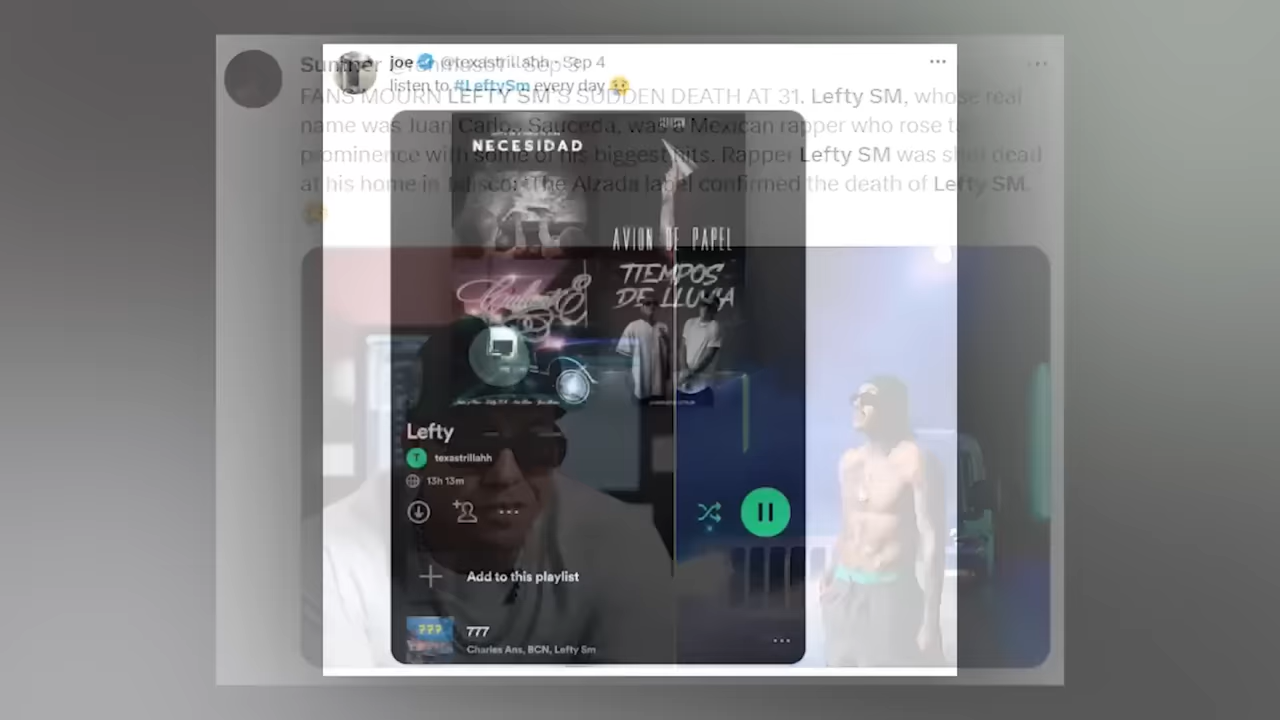 joe @texastrillahh · Sep 4
listen to #LeftySm every day
Summer
FANS MOURN LEFTY SM'S SUDDEN DEATH AT 31. Lefty SM, whose real
name was Juan Carlos Sauceda, was a Mexican rapper who rose to
prominence with some of his biggest hits. Rapper Lefty SM was shot dead
at his home in Jalisco. The Alzada label confirmed the death of Lefty SM.
NECESIDAD
AVION DE PAPEL
TIEMPOS
DE LLUVIA
Lefty
T texastrillahh
13h 13m
Add to this playlist
777
777
Charles Ans, BCN, Lefty Sm